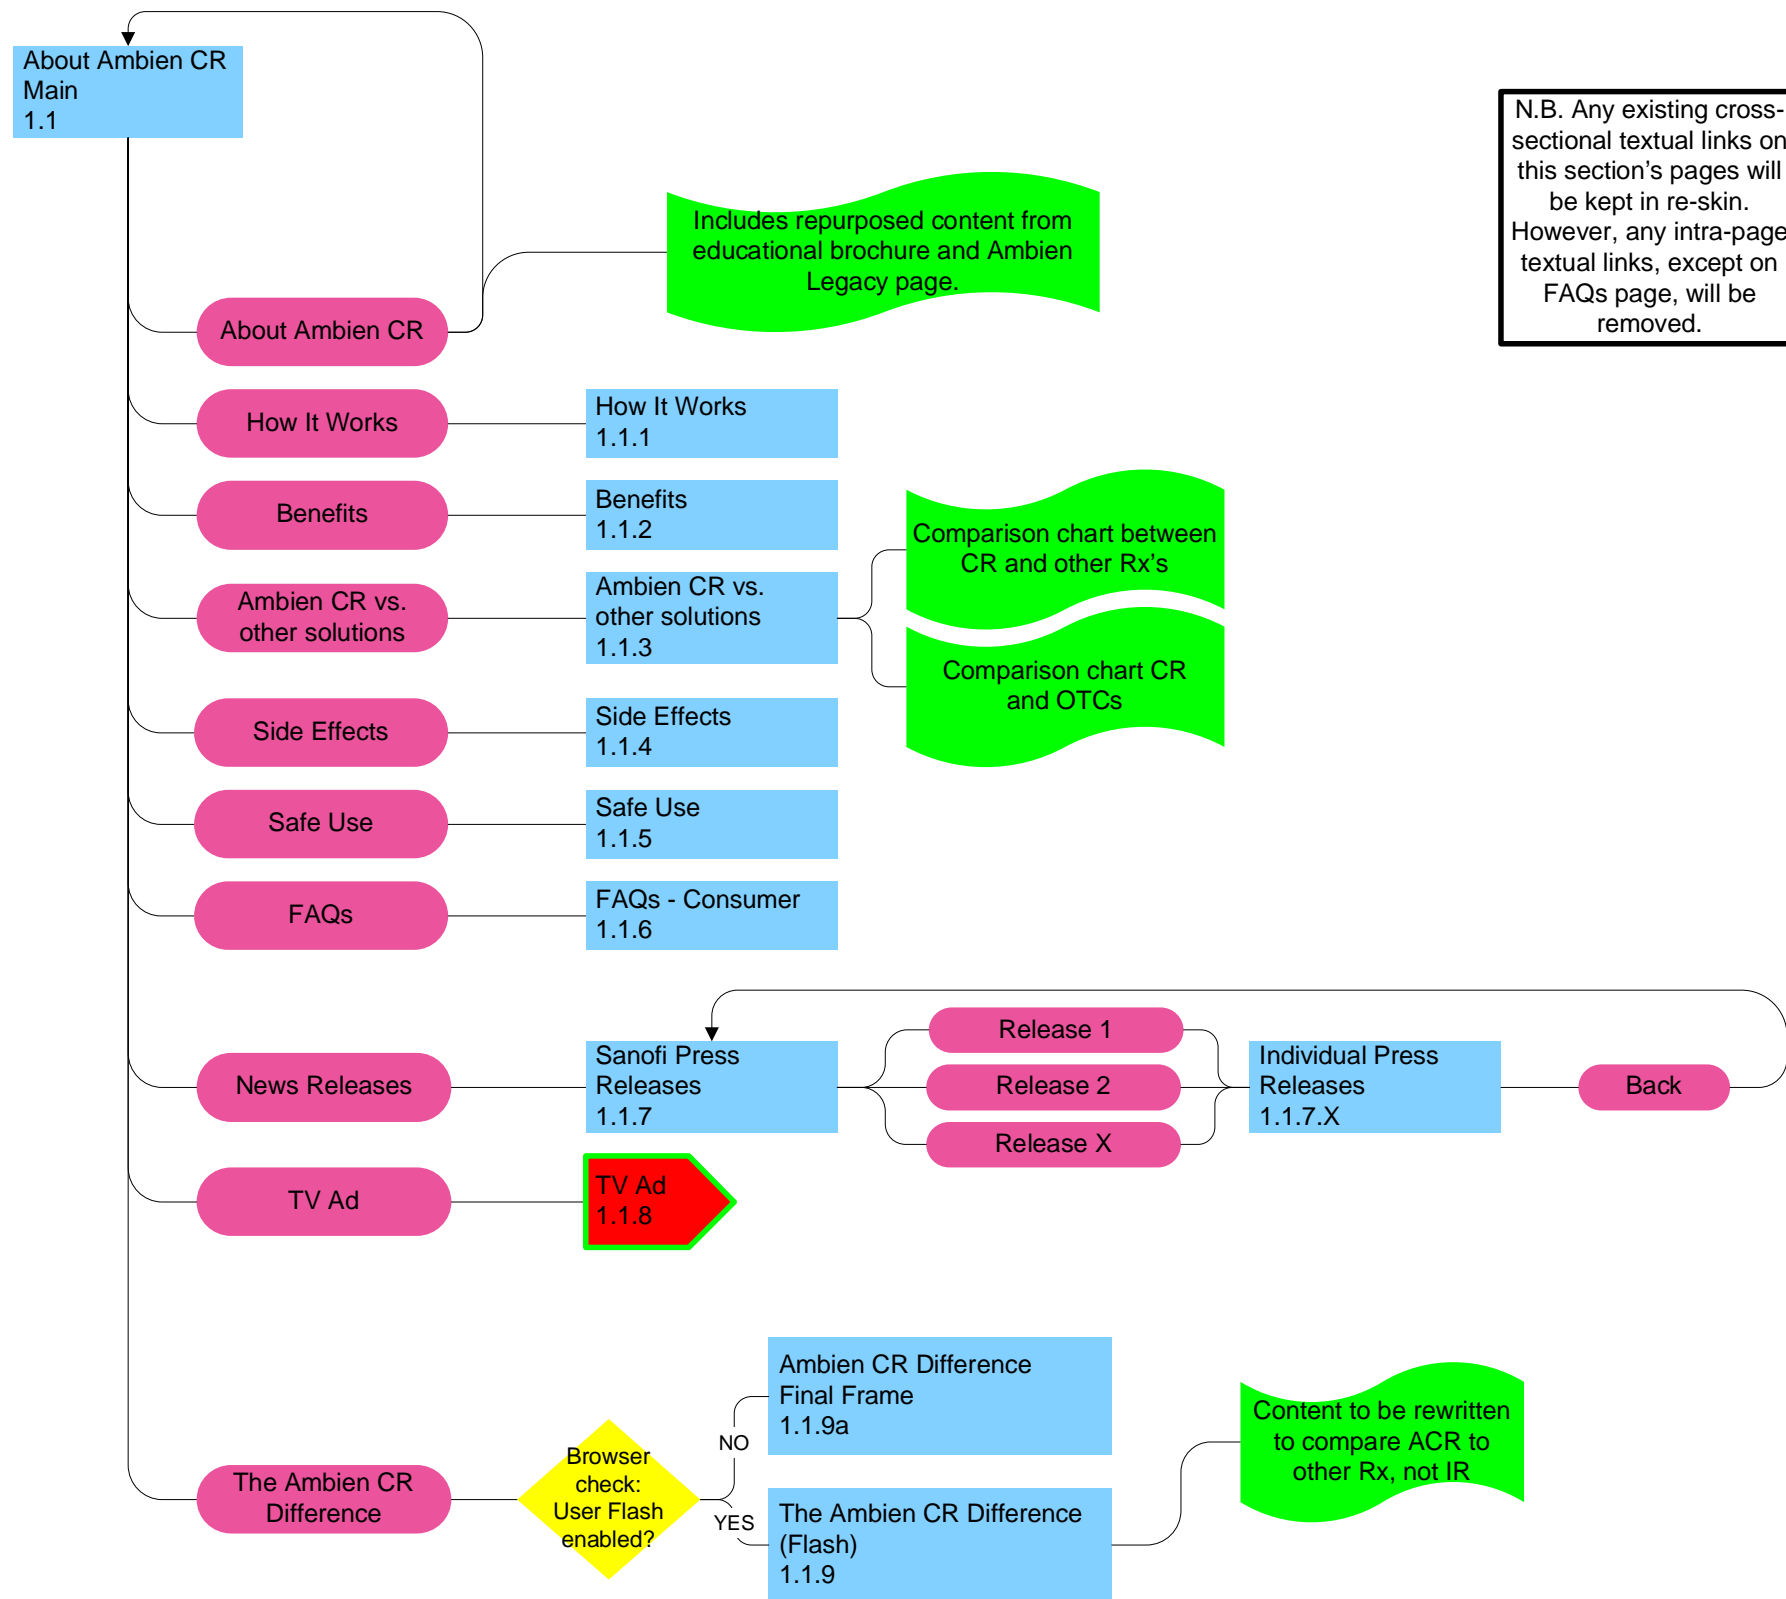 About Ambien CR
Main
1.1
N.B. Any existing cross-
sectional textual links on
this section's pages will
be kept in re-skin.
However, any intra-page
textual links, except on
FAQs page, will be
removed.
Includes repurposed content from
educational brochure and Ambien
Legacy page.
About Ambien CR
How It Works
How It Works
1.1.1
Benefits
Benefits
1.1.2
Comparison chart between
CR and other Rx's
Ambien CR vs.
other solutions
Ambien CR vs.
other solutions
1.1.3
Comparison chart CR
and OTCs
Side Effects
Side Effects
1.1.4
Safe Use
Safe Use
1.1.5
FAQs
FAQs - Consumer
1.1.6
News Releases
Sanofi Press
Releases
1.1.7
Release 1
Release 2
Release X
Individual Press
Releases
1.1.7.X
Back
TV Ad
TV Ad
1.1.8
The Ambien CR
Difference
Browser
check:
User Flash
enabled?
NO
YES
Ambien CR Difference
Final Frame
1.1.9a
The Ambien CR Difference
(Flash)
1.1.9
Content to be rewritten
to compare ACR to
other Rx, not IR